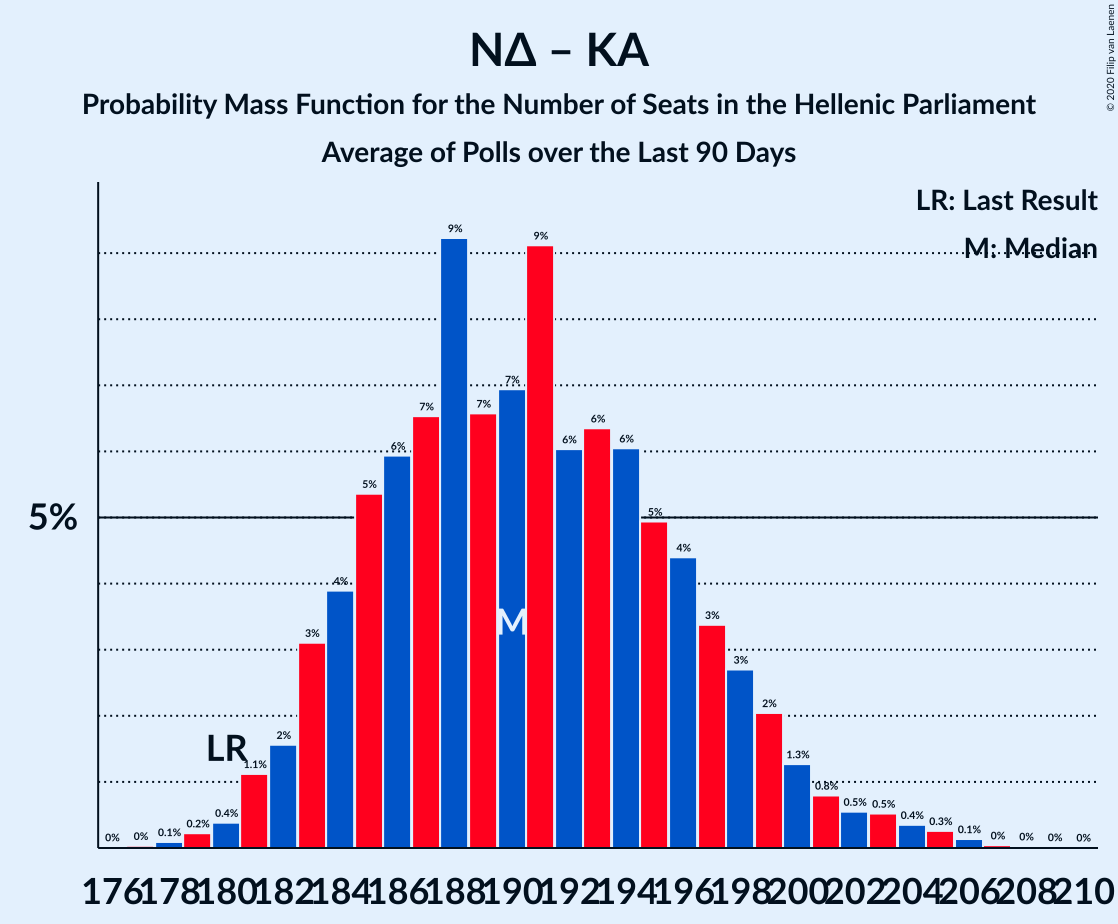 ΝΔ – ΚΑ
Probability Mass Function for the Number of Seats in the Hellenic Parliament
Average of Polls over the Last 90 Days
© 2020 Filip van Laenen
LR: Last Result
M: Median
5%
0% 0% 0.1% 0.2% 0.4% 1.1% 2% 3% 4% 5% 6% 7% 9% 7% 7% 9% 6% 6% 6% 5% 4% 3% 3% 2% 1.3% 0.8% 0.5% 0.5% 0.4% 0.3% 0.1% 0% 0% 0% 0%
LR
M
176 178 180 182 184 186 188 190 192 194 196 198 200 202 204 206 208 210